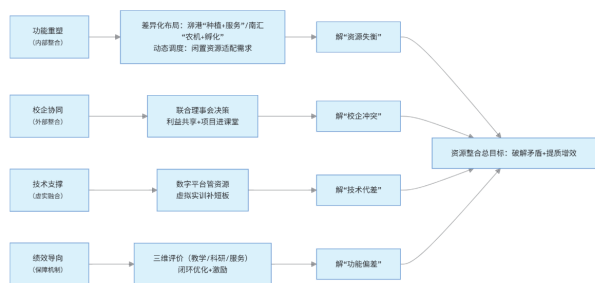 功能重塑
（内部整合）
差异化布局：泖港“种植+服务”/南汇
“农机+孵化”
动态调度：闲置资源适配需求
解“资源失衡”
校企协同
（外部整合）
联合理事会决策
利益共享+项目进课堂
解“校企冲突”
资源整合总目标：破解矛盾+提质增效
技术支撑
（虚实融合）
数字平台管资源
虚拟实训补短板
解“技术代差”
绩效导向
（保障机制）
三维评价（教学/科研/服务）
闭环优化+激励
解“功能偏差”